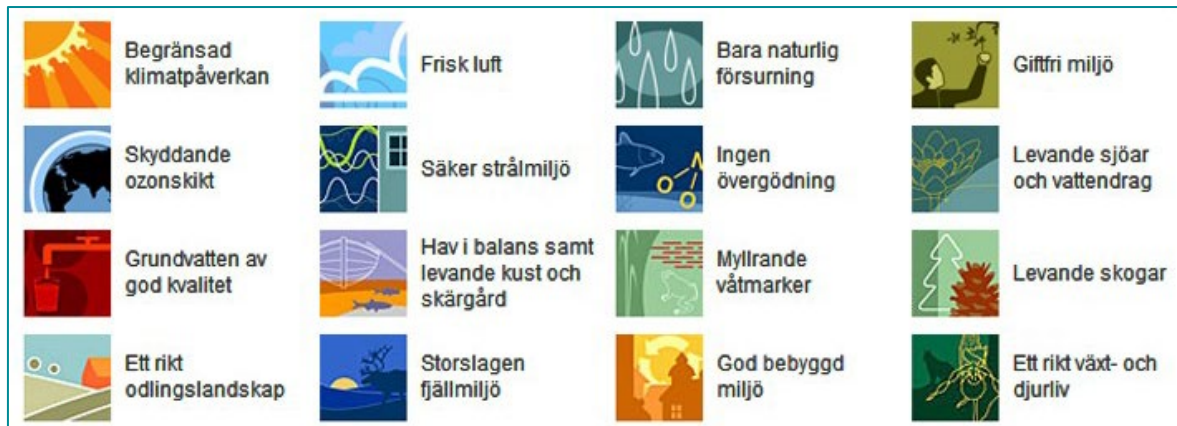 Begränsad
klimatpåverkan
Frisk luft
Bara naturlig
försurning
Giftfri miljö
Skyddande
ozonskikt
Säker strålmiljö
Ingen
övergödning
Levande sjöar
och vattendrag
Grundvatten av
god kvalitet
Hav i balans samt
levande kust och
skärgård
Myllrande
våtmarker
Levande skogar
Ett rikt
odlingslandskap
Storslagen
fjällmiljö
God bebyggd
miljö
Ett rikt växt- och
djurliv